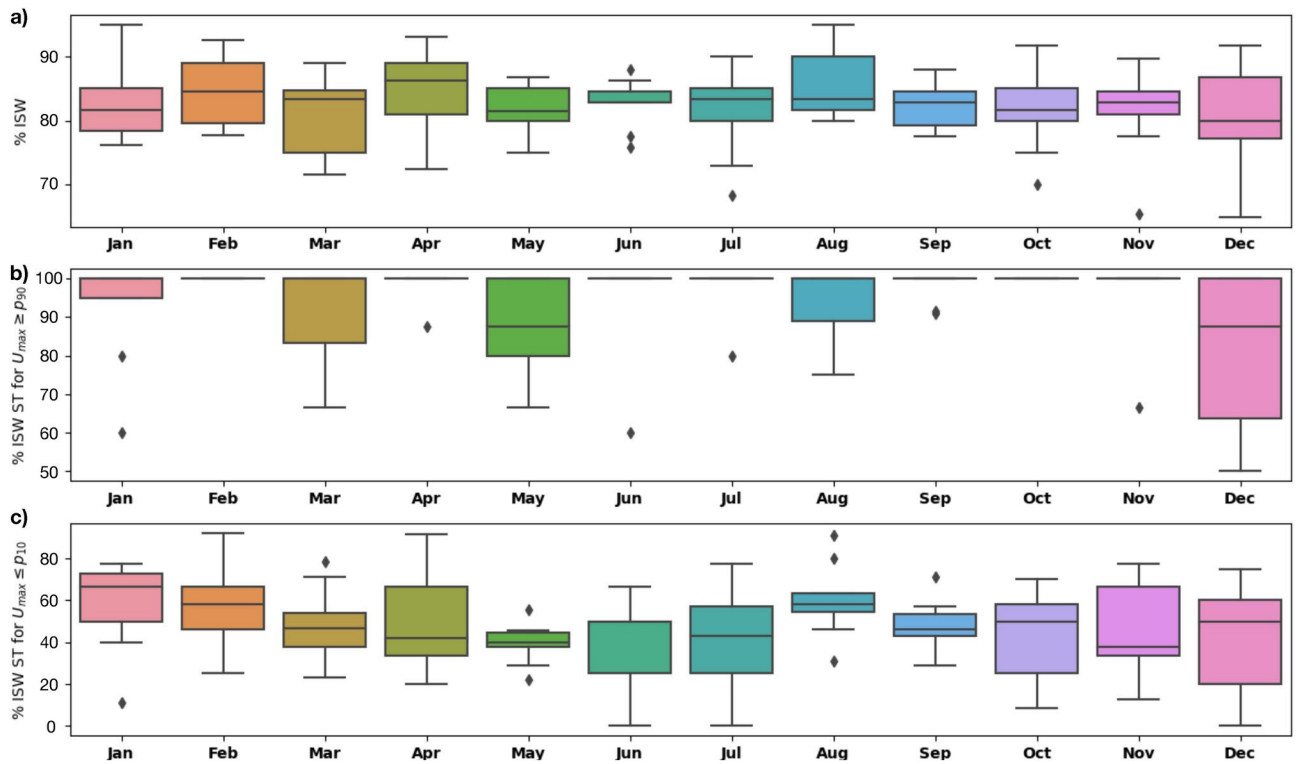 a)
% ISW
90
80
70
Jan Feb Mar Apr May Jun Jul Aug Sep Oct Nov Dec
b)
% ISW ST for U_max ≥ p_90
100
90
80
70
60
50
Jan Feb Mar Apr May Jun Jul Aug Sep Oct Nov Dec
c)
% ISW ST for U_max ≤ p_10
80
60
40
20
0
Jan Feb Mar Apr May Jun Jul Aug Sep Oct Nov Dec